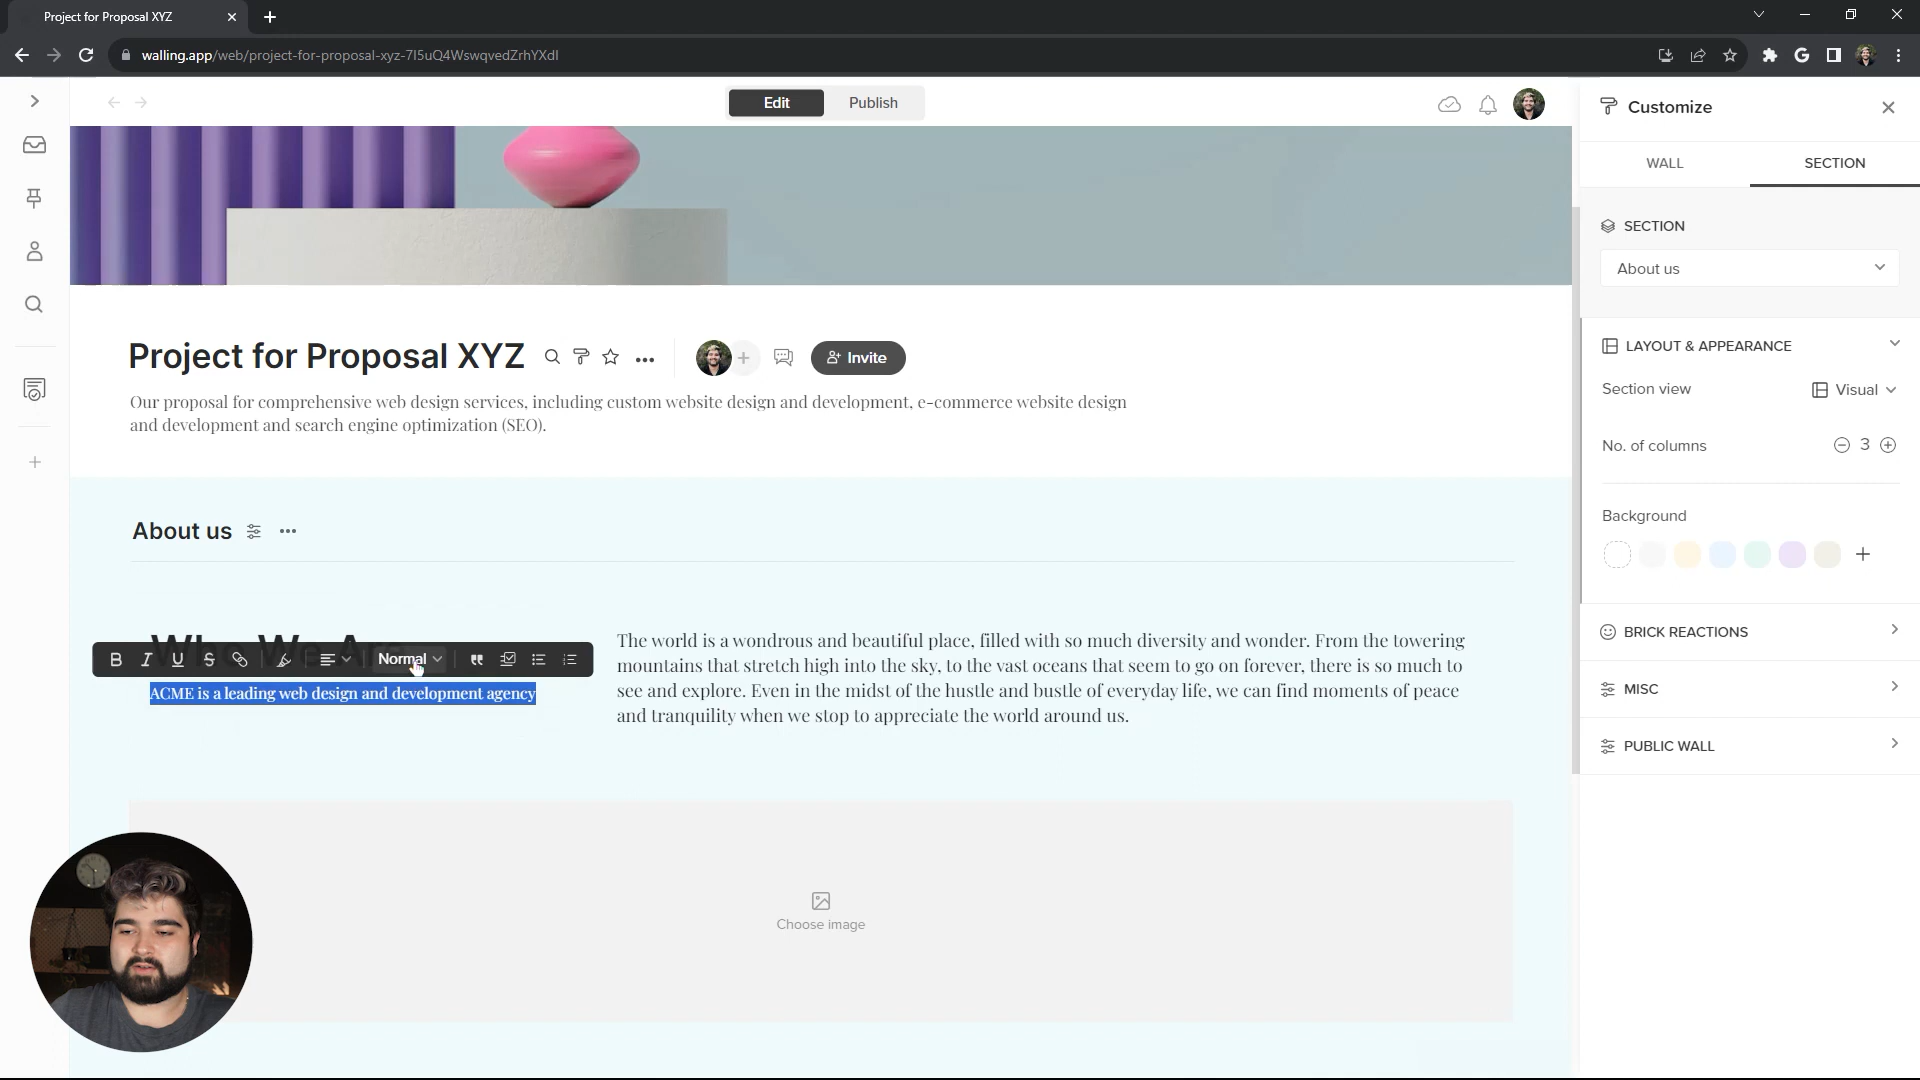 Project for Proposal XYZ
walling.app/web/project-for-proposal-xyz-7I5uQ4WswqvedZrhYXdI
Edit
Publish
Customize
WALL
SECTION
SECTION
About us
Project for Proposal XYZ
Invite
Our proposal for comprehensive web design services, including custom website design and development, e-commerce website design
and development and search engine optimization (SEO).
LAYOUT & APPEARANCE
Section view
Visual
No. of columns
3
Background
About us
Who We Are
Normal
ACME is a leading web design and development agency
The world is a wondrous and beautiful place, filled with so much diversity and wonder. From the towering
mountains that stretch high into the sky, to the vast oceans that seem to go on forever, there is so much to
see and explore. Even in the midst of the hustle and bustle of everyday life, we can find moments of peace
and tranquility when we stop to appreciate the world around us.
BRICK REACTIONS
MISC
PUBLIC WALL
Choose image